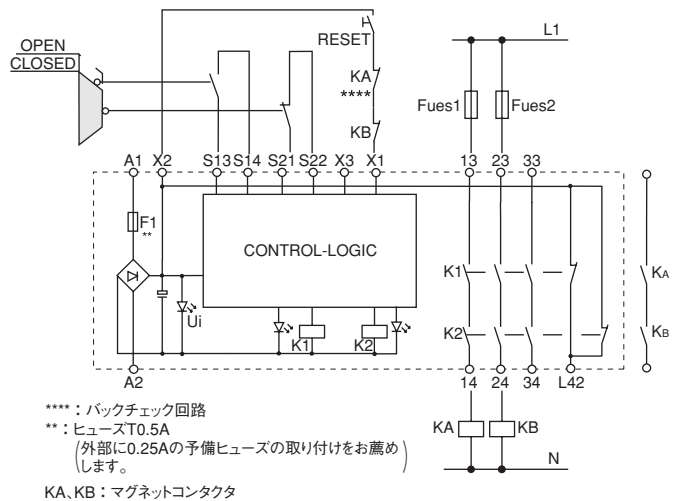 OPEN
CLOSED
RESET
KA
****
KB
L1
Fues1
Fues2
A1 X2 S13 S14 S21 S22 X3 X1 13 23 33
F1
**
CONTROL-LOGIC
Ui
K1
K2
K1
K2
KA
KB
A2 14 24 34 L42
KA
KB
N
****：バックチェック回路
**：ヒューズT0.5A
(外部に0.25Aの予備ヒューズの取り付けをお薦め
します。)
KA、KB：マグネットコンタクタ